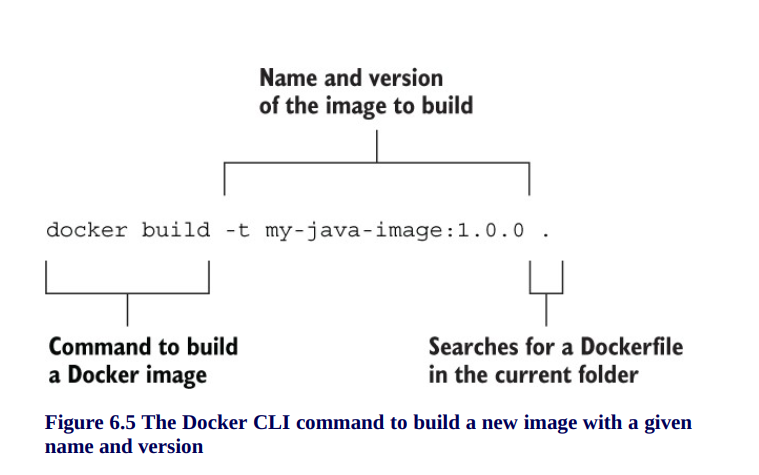 Name and version
of the image to build
docker build -t my-java-image:1.0.0 .
Command to build
a Docker image
Searches for a Dockerfile
in the current folder
Figure 6.5 The Docker CLI command to build a new image with a given
name and version